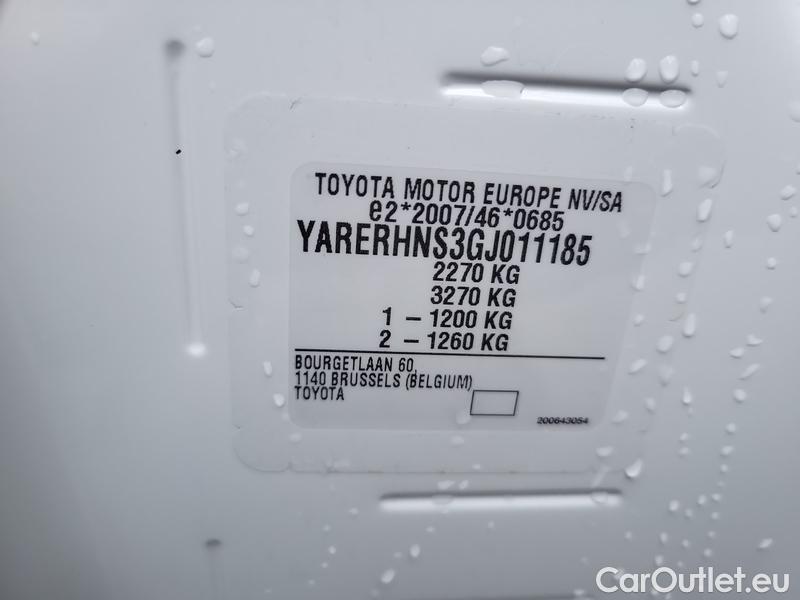 TOYOTA MOTOR EUROPE NV/SA
e2*2007/46*0685
YARERHNS3GJ011185
2270 KG
3270 KG
1 - 1200 KG
2 - 1260 KG
BOURGETLAAN 60,
1140 BRUSSELS (BELGIUM)
TOYOTA
200643054
CarOutlet.eu